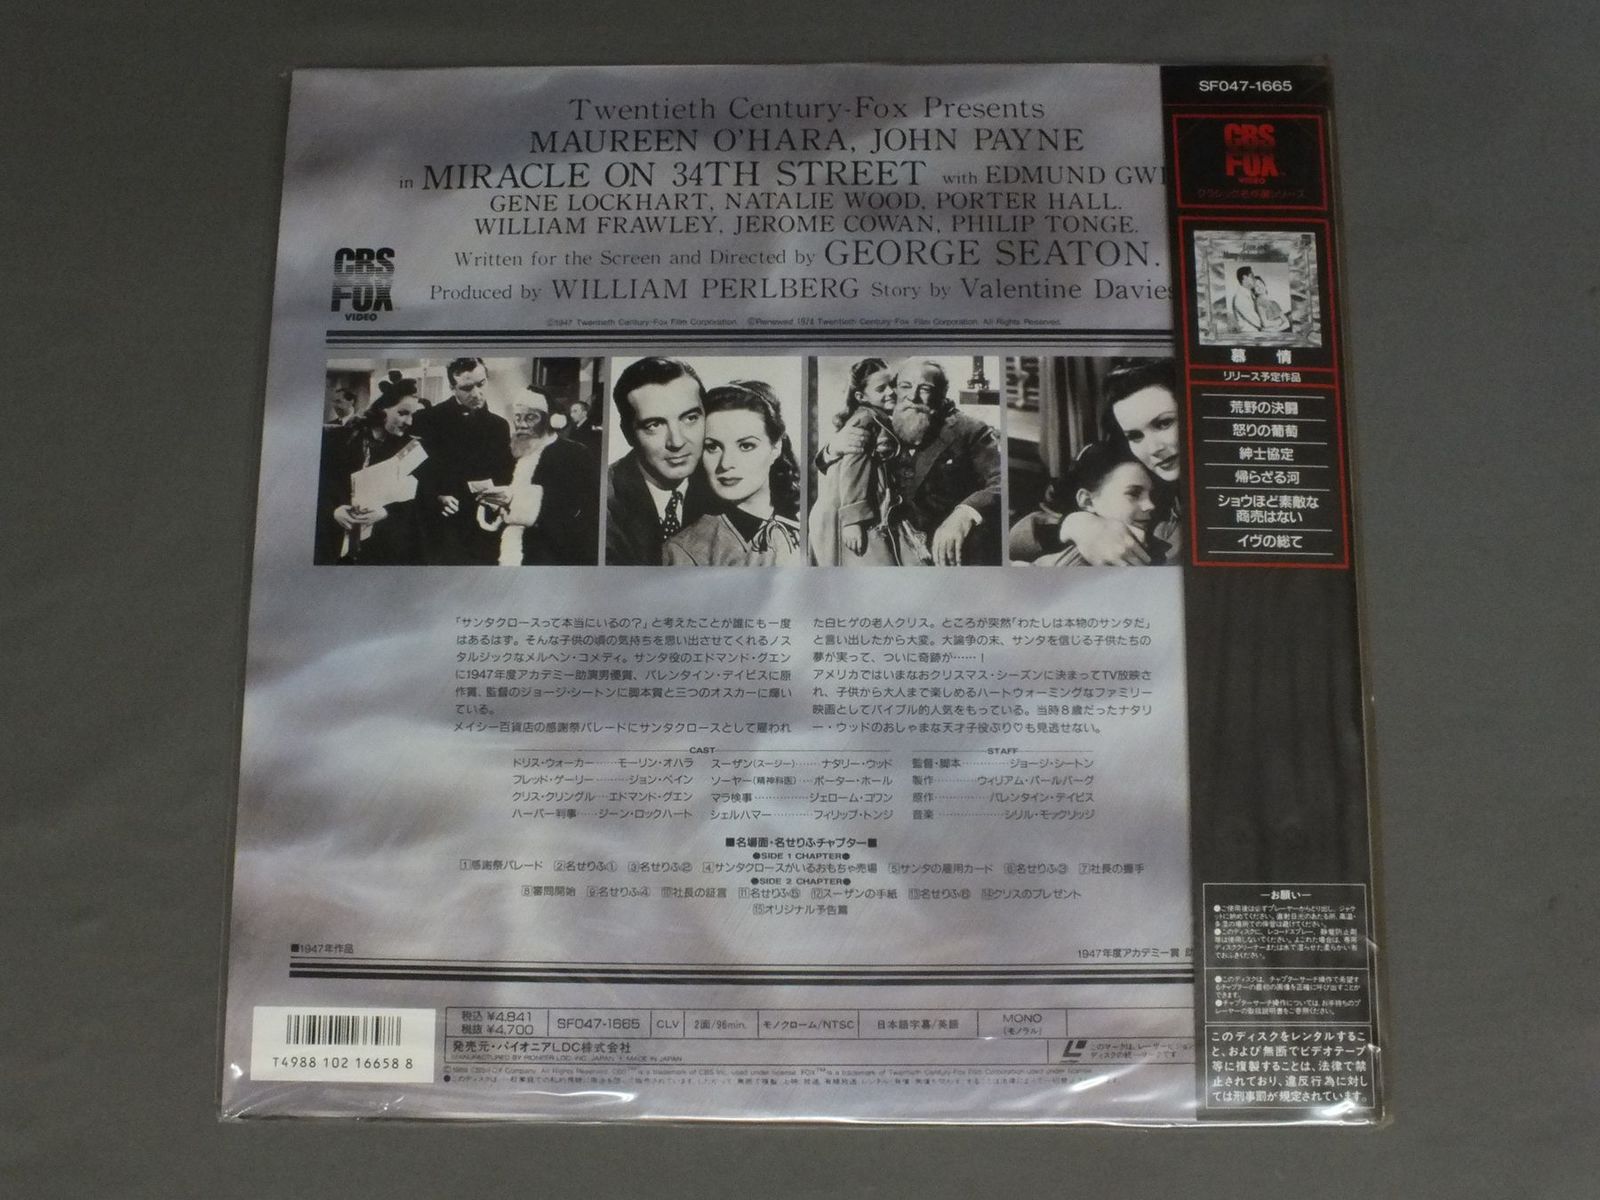 Twentieth Century-Fox Presents
MAUREEN O'HARA, JOHN PAYNE
in MIRACLE ON 34TH STREET with EDMUND GWE
GENE LOCKHART, NATALIE WOOD, PORTER HALL.
WILLIAM FRAWLEY, JEROME COWAN, PHILIP TONGE.
Written for the Screen and Directed by GEORGE SEATON.
Produced by WILLIAM PERLBERG Story by Valentine Davies
©1947 Twentieth Century-Fox Film Corporation. ©Renewed 1974 Twentieth Century-Fox Film Corporation. All Rights Reserved.
CBS
FOX
VIDEO
「サンタクロースって本当にいるの?」と考えたことが誰にも一度
はあるはず。そんな子供の頃の気持ちを思い出させてくれるノス
タルジックなメルヘン・コメディ。サンタ役のエドマンド・グエン
に1947年度アカデミー助演男優賞、バレンタイン・デイビスに原
作賞、監督のジョージ・シートンに脚本賞と三つのオスカーに輝い
ている。
メイシー百貨店の感謝祭パレードにサンタクロースとして雇われ
た白ヒゲの老人クリス。ところが突然「わたしは本物のサンタだ」
と言い出したから大変。大論争の末、サンタを信じる子供たちの
夢が実って、ついに奇跡が……!
アメリカではいまなおクリスマス・シーズンに決まってTV放映さ
れ、子供から大人まで楽しめるハートウォーミングなファミリー
映画としてバイブル的人気をもっている。当時8歳だったナタリ
ー・ウッドのおしゃまな天才子役ぶり♡も見逃せない。
CAST
ドリス・ウォーカー……モーリン・オハラ
フレッド・ゲーリー………ジョン・ペイン
クリス・クリングル…エドマンド・グエン
ハーパー判事……ジーン・ロックハート
スーザン(スージー)…ナタリー・ウッド
ソーヤー(精神科医)…ポーター・ホール
マラ検事…………ジェローム・コワン
シェルハマー………フィリップ・トンジ
STAFF
監督・脚本…………ジョージ・シートン
製作…………ウィリアム・パールバーグ
原作……………バレンタイン・デイビス
音楽………………シリル・モックリッジ
■名場面・名せりふチャプター■
●SIDE 1 CHAPTER●
1感謝祭パレード 2名せりふ① 3名せりふ② 4サンタクロースがいるおもちゃ売場 5サンタの雇用カード 6名せりふ③ 7社長の握手
●SIDE 2 CHAPTER●
8審問開始 9名せりふ④ 10社長の証言 11名せりふ⑤ 12スーザンの手紙 13名せりふ⑥ 14クリスのプレゼント
15オリジナル予告篇
■1947年作品
1947年度アカデミー賞 助
T4988 102 16658 8
税込 ¥4,841
税抜 ¥4,700
SF047-1665
CLV
2面/96min.
モノクローム/NTSC
日本語字幕/英語
MONO
(モノラル)
発売元・パイオニアLDC株式会社
MANUFACTURED BY PIONEER LDC, INC. JAPAN MADE IN JAPAN
SF047-1665
CBS
FOX
VIDEO
クラシック名作選シリーズ
慕情
リリース予定作品
荒野の決闘
怒りの葡萄
紳士協定
帰らざる河
ショウほど素敵な
商売はない
イヴの総て
—お願い—
このディスクをレンタルするこ
と、および無断でビデオテープ
等に複製することは、法律で禁
止されており、違反行為に対し
ては刑事罰が規定されています。